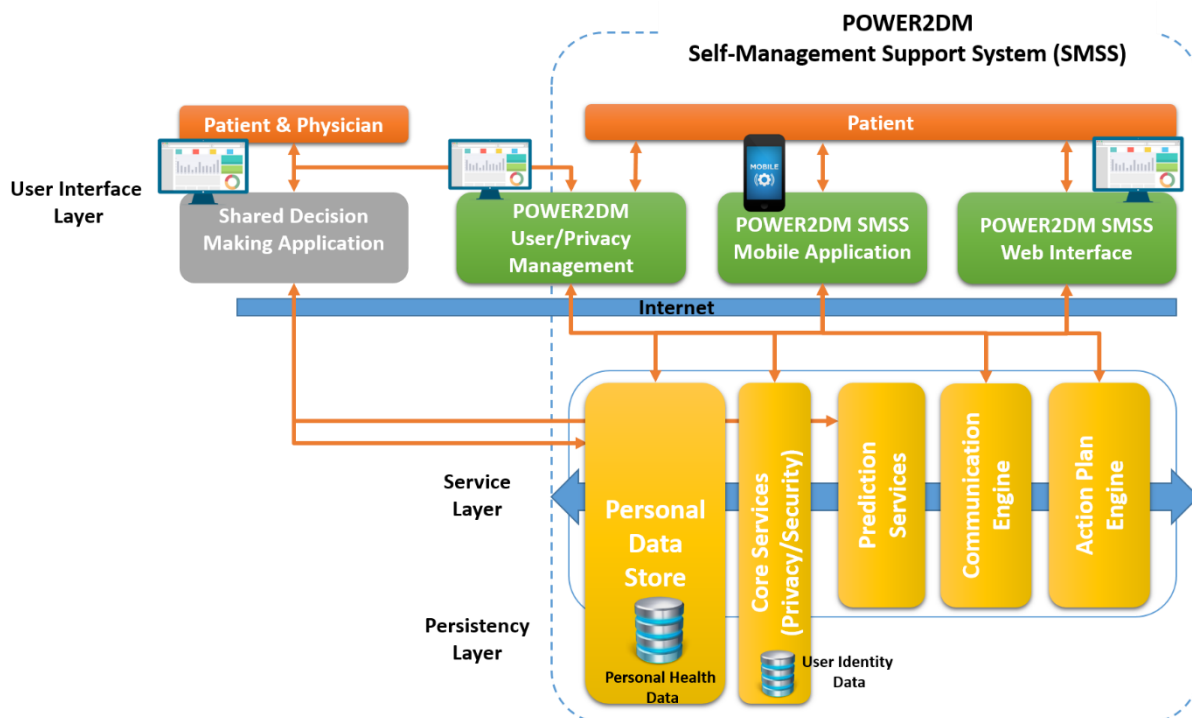 POWER2DM
Self-Management Support System (SMSS)
Patient & Physician
Patient
User Interface
Layer
Shared Decision
Making Application
POWER2DM
User/Privacy
Management
MOBILE
POWER2DM SMSS
Mobile Application
POWER2DM SMSS
Web Interface
Internet
Service
Layer
Personal
Data
Store
Core Services
(Privacy/Security)
Prediction
Services
Communication
Engine
Action Plan
Engine
Persistency
Layer
Personal Health
Data
User Identity
Data